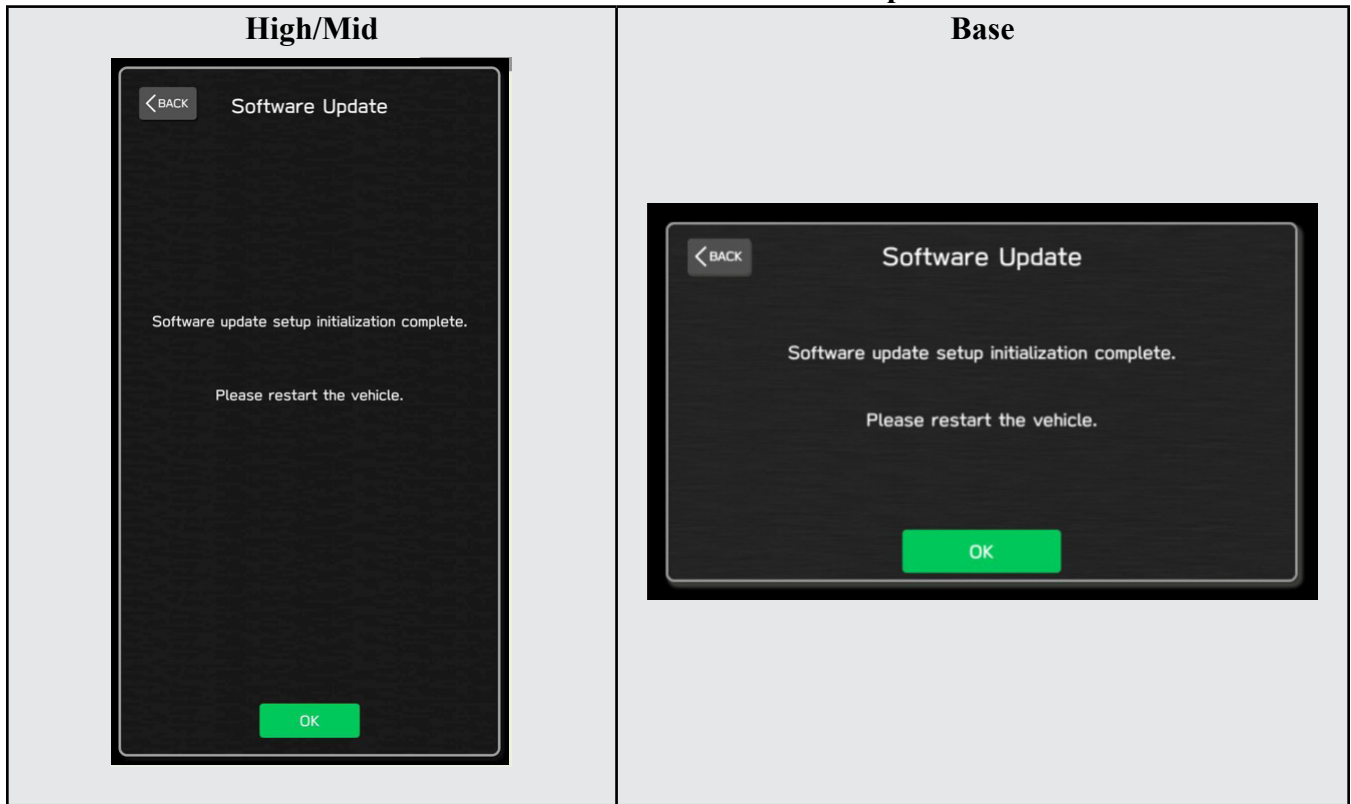 High/Mid
Base
BACK
Software Update
Software update setup initialization complete.
Please restart the vehicle.
OK
BACK
Software Update
Software update setup initialization complete.
Please restart the vehicle.
OK